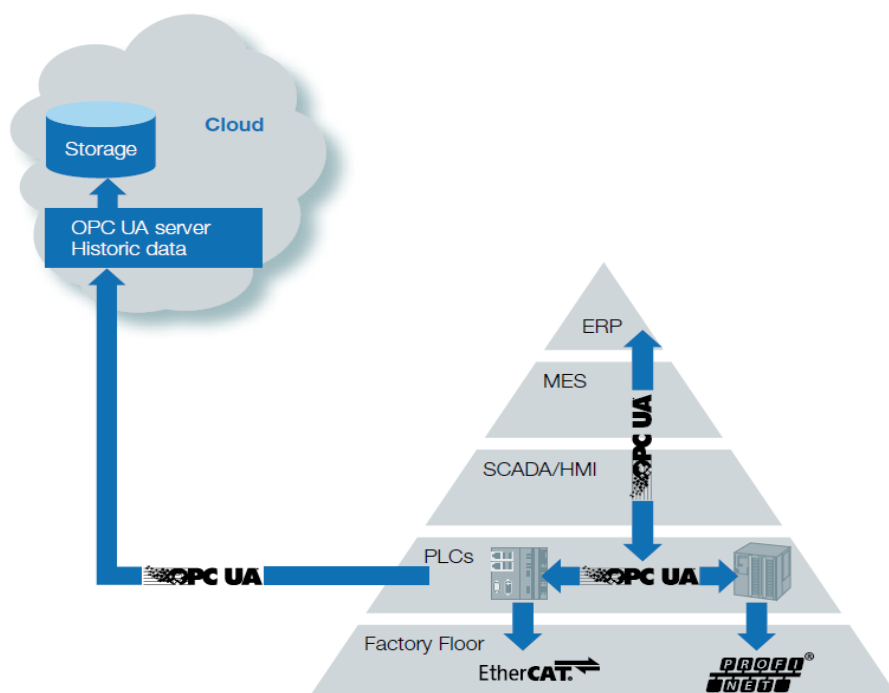 Cloud
Storage
OPC UA server
Historic data
ERP
MES
OPC UA
SCADA/HMI
PLCs
OPC UA
OPC UA
Factory Floor
EtherCAT®
PROFI®
NET